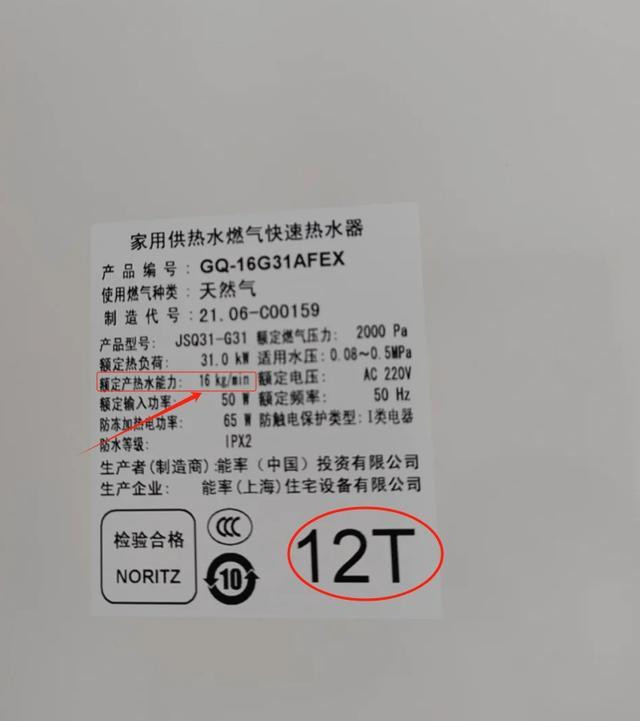 家用供热水燃气快速热水器
产品编号：GQ-16G31AFEX
使用燃气种类：天然气
制造代号：21.06-C00159
产品型号：JSQ31-G31 额定燃气压力：2000 Pa
额定热负荷：31.0 kW 适用水压：0.08～0.5MPa
额定产热水能力：16 kg/min 额定电压：AC 220V
额定输入功率：50 W 额定频率：50 Hz
防冻加热电功率：65 W 防触电保护类型：I类电器
防水等级：IPX2
生产者(制造商)：能率（中国）投资有限公司
生产企业：能率(上海)住宅设备有限公司
检验合格
NORITZ
CCC
10
12T